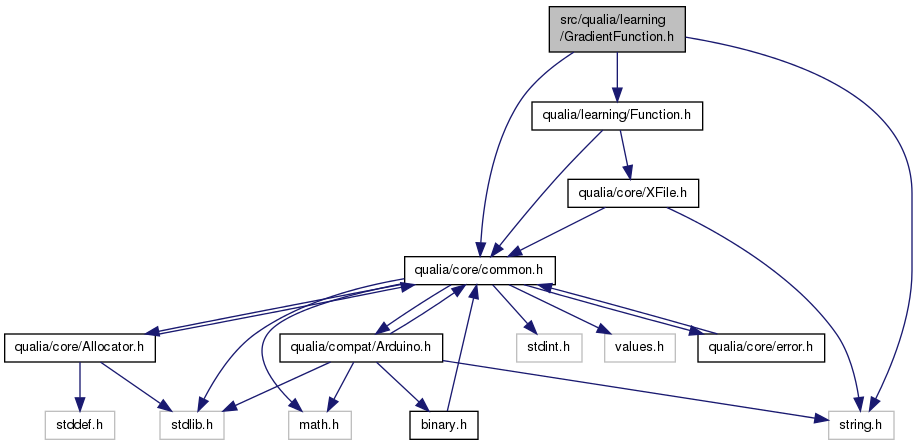 src/qualia/learning
/GradientFunction.h
qualia/learning/Function.h
qualia/core/XFile.h
qualia/core/common.h
qualia/core/Allocator.h
qualia/compat/Arduino.h
stdint.h
values.h
qualia/core/error.h
stddef.h
stdlib.h
math.h
binary.h
string.h